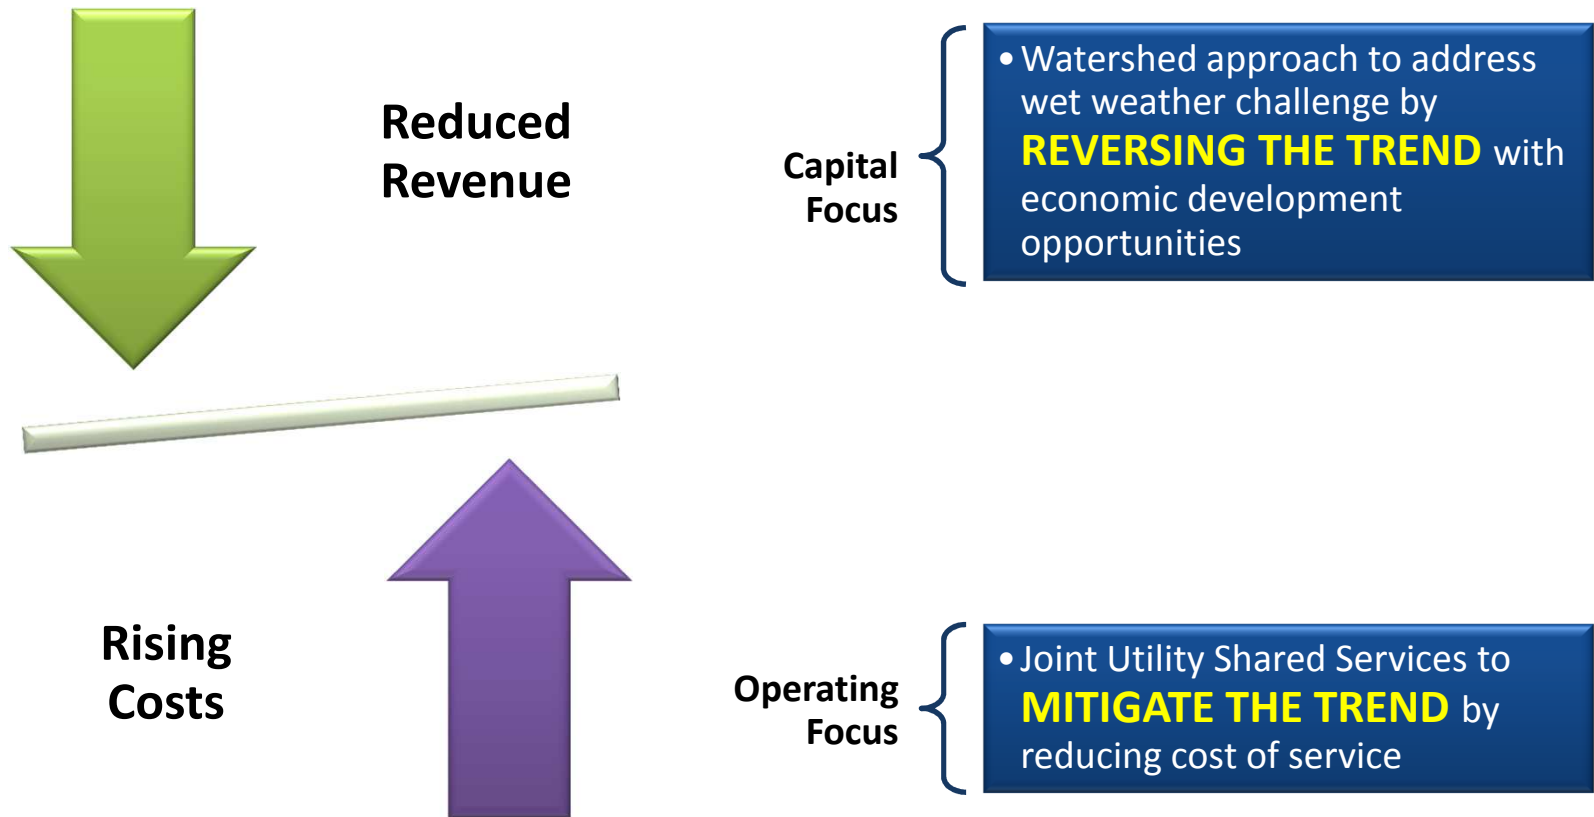 Reduced
Revenue
Capital
Focus
• Watershed approach to address
wet weather challenge by
REVERSING THE TREND with
economic development
opportunities
Rising
Costs
Operating
Focus
• Joint Utility Shared Services to
MITIGATE THE TREND by
reducing cost of service